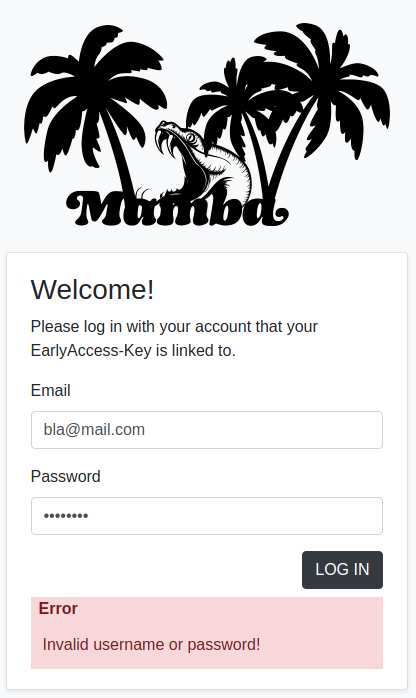 Mamba
Welcome!
Please log in with your account that your
EarlyAccess-Key is linked to.
Email
bla@mail.com
Password
••••••••
LOG IN
Error
Invalid username or password!